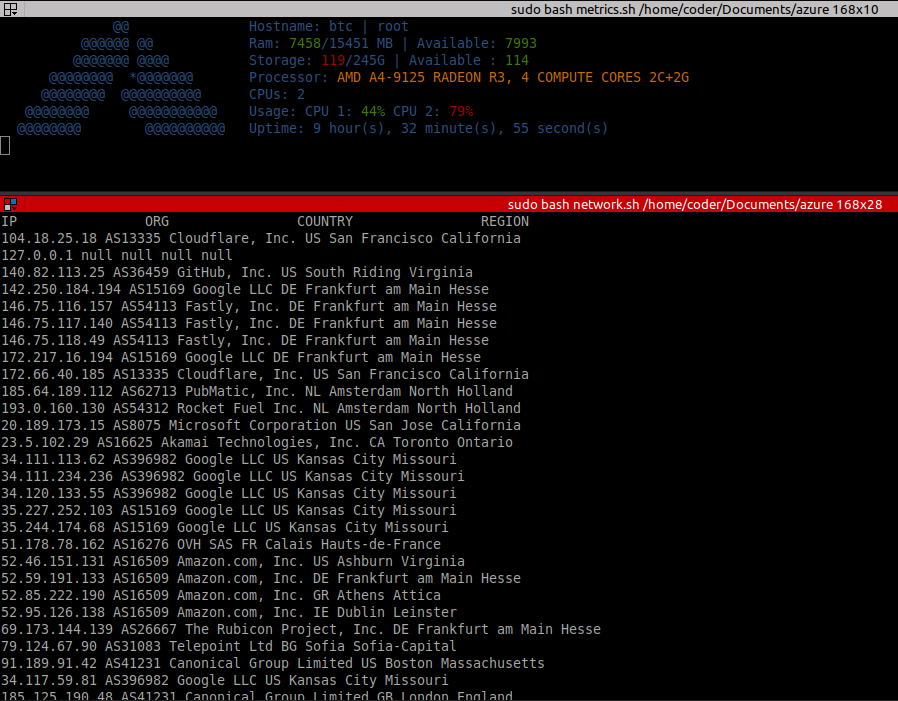 sudo bash metrics.sh /home/coder/Documents/azure 168x10
@@ Hostname: btc | root
@@@@@@ @@ Ram: 7458/15451 MB | Available: 7993
@@@@@@@ @@@@ Storage: 119/245G | Available : 114
@@@@@@@@ *@@@@@@@ Processor: AMD A4-9125 RADEON R3, 4 COMPUTE CORES 2C+2G
@@@@@@@@ @@@@@@@@@@ CPUs: 2
@@@@@@@@ @@@@@@@@@@@ Usage: CPU 1: 44% CPU 2: 79%
@@@@@@@@ @@@@@@@@@@ Uptime: 9 hour(s), 32 minute(s), 55 second(s)
sudo bash network.sh /home/coder/Documents/azure 168x28
IP ORG COUNTRY REGION
104.18.25.18 AS13335 Cloudflare, Inc. US San Francisco California
127.0.0.1 null null null null
140.82.113.25 AS36459 GitHub, Inc. US South Riding Virginia
142.250.184.194 AS15169 Google LLC DE Frankfurt am Main Hesse
146.75.116.157 AS54113 Fastly, Inc. DE Frankfurt am Main Hesse
146.75.117.140 AS54113 Fastly, Inc. DE Frankfurt am Main Hesse
146.75.118.49 AS54113 Fastly, Inc. DE Frankfurt am Main Hesse
172.217.16.194 AS15169 Google LLC DE Frankfurt am Main Hesse
172.66.40.185 AS13335 Cloudflare, Inc. US San Francisco California
185.64.189.112 AS62713 PubMatic, Inc. NL Amsterdam North Holland
193.0.160.130 AS54312 Rocket Fuel Inc. NL Amsterdam North Holland
20.189.173.15 AS8075 Microsoft Corporation US San Jose California
23.5.102.29 AS16625 Akamai Technologies, Inc. CA Toronto Ontario
34.111.113.62 AS396982 Google LLC US Kansas City Missouri
34.111.234.236 AS396982 Google LLC US Kansas City Missouri
34.120.133.55 AS396982 Google LLC US Kansas City Missouri
35.227.252.103 AS15169 Google LLC US Kansas City Missouri
35.244.174.68 AS15169 Google LLC US Kansas City Missouri
51.178.78.162 AS16276 OVH SAS FR Calais Hauts-de-France
52.46.151.131 AS16509 Amazon.com, Inc. US Ashburn Virginia
52.59.191.133 AS16509 Amazon.com, Inc. DE Frankfurt am Main Hesse
52.85.222.190 AS16509 Amazon.com, Inc. GR Athens Attica
52.95.126.138 AS16509 Amazon.com, Inc. IE Dublin Leinster
69.173.144.139 AS26667 The Rubicon Project, Inc. DE Frankfurt am Main Hesse
79.124.67.90 AS31083 Telepoint Ltd BG Sofia Sofia-Capital
91.189.91.42 AS41231 Canonical Group Limited US Boston Massachusetts
34.117.59.81 AS396982 Google LLC US Kansas City Missouri
185.125.190.48 AS41231 Canonical Group Limited GB London England